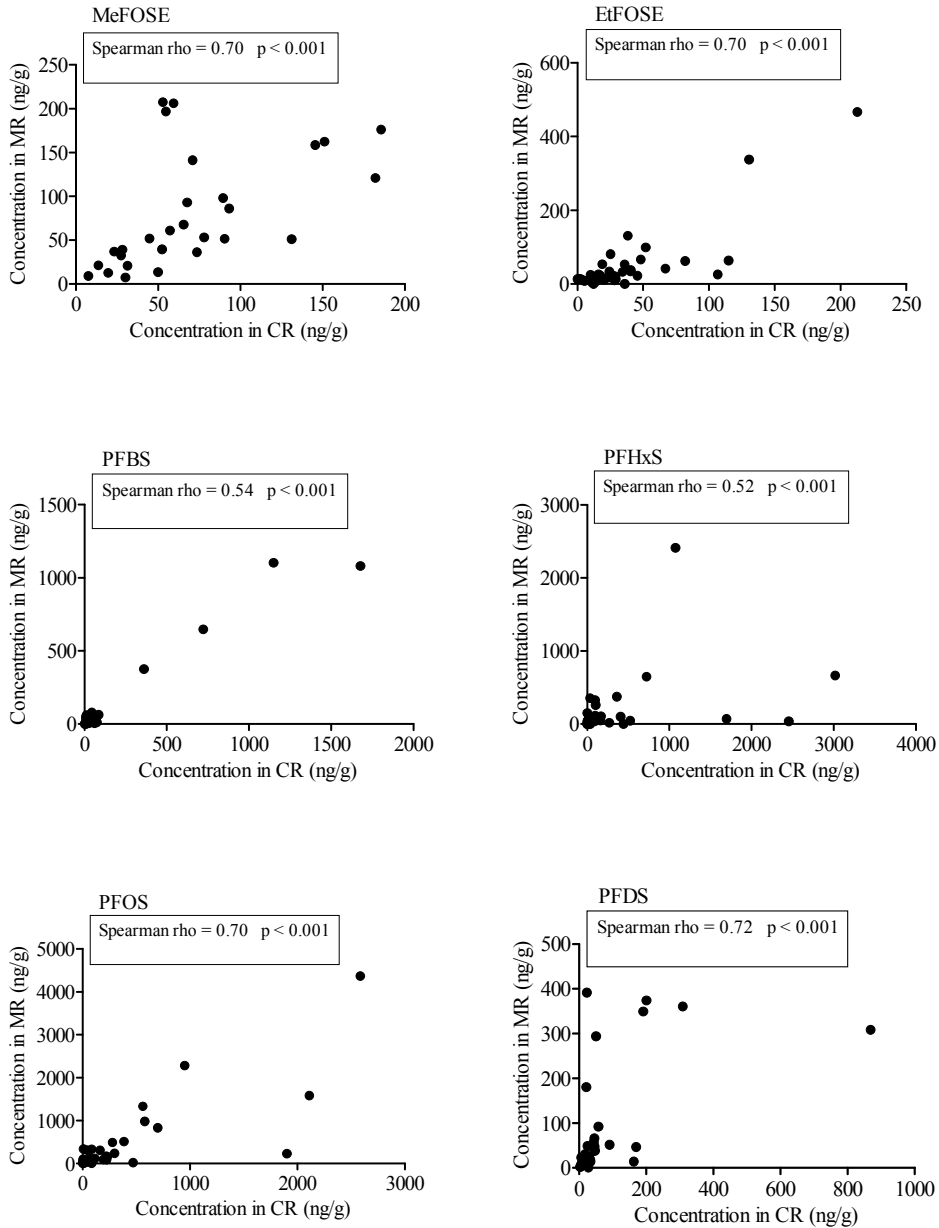 MeFOSE
Spearman rho = 0.70 p < 0.001
Concentration in MR (ng/g)
250
200
150
100
50
0
0 50 100 150 200
Concentration in CR (ng/g)
EtFOSE
Spearman rho = 0.70 p < 0.001
Concentration in MR (ng/g)
600
400
200
0
0 50 100 150 200 250
Concentration in CR (ng/g)
PFBS
Spearman rho = 0.54 p < 0.001
Concentration in MR (ng/g)
1500
1000
500
0
0 500 1000 1500 2000
Concentration in CR (ng/g)
PFHxS
Spearman rho = 0.52 p < 0.001
Concentration in MR (ng/g)
3000
2000
1000
0
0 1000 2000 3000 4000
Concentration in CR (ng/g)
PFOS
Spearman rho = 0.70 p < 0.001
Concentration in MR (ng/g)
5000
4000
3000
2000
1000
0
0 1000 2000 3000
Concentration in CR (ng/g)
PFDS
Spearman rho = 0.72 p < 0.001
Concentration in MR (ng/g)
500
400
300
200
100
0
0 200 400 600 800 1000
Concentration in CR (ng/g)